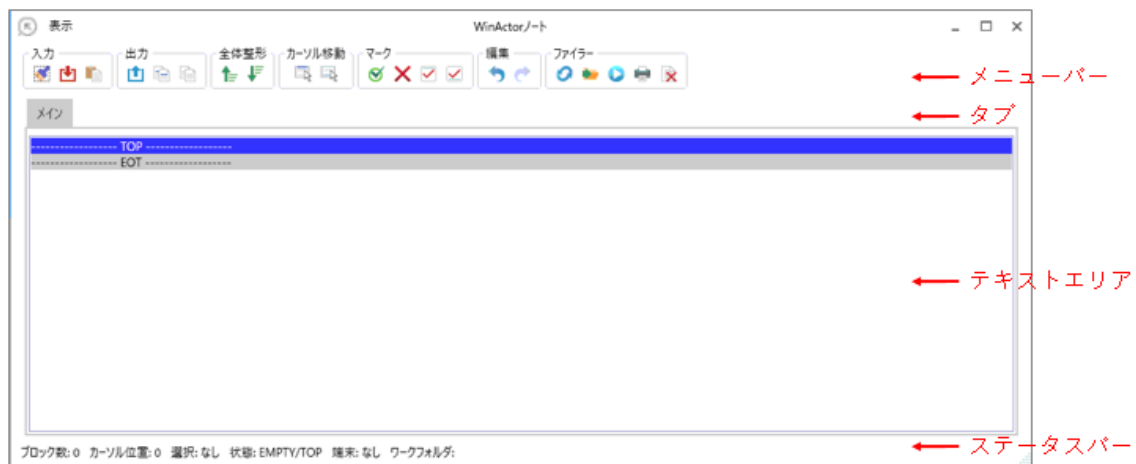 表示 WinActorノート
入力 出力 全体整形 カーソル移動 マーク 編集 ファイラー
メニューバー
メイン
タブ
------------------ TOP ------------------
------------------ EOT ------------------
テキストエリア
ブロック数: 0 カーソル位置: 0 選択: なし 状態: EMPTY/TOP 端末: なし ワークフォルダ:
ステータスバー